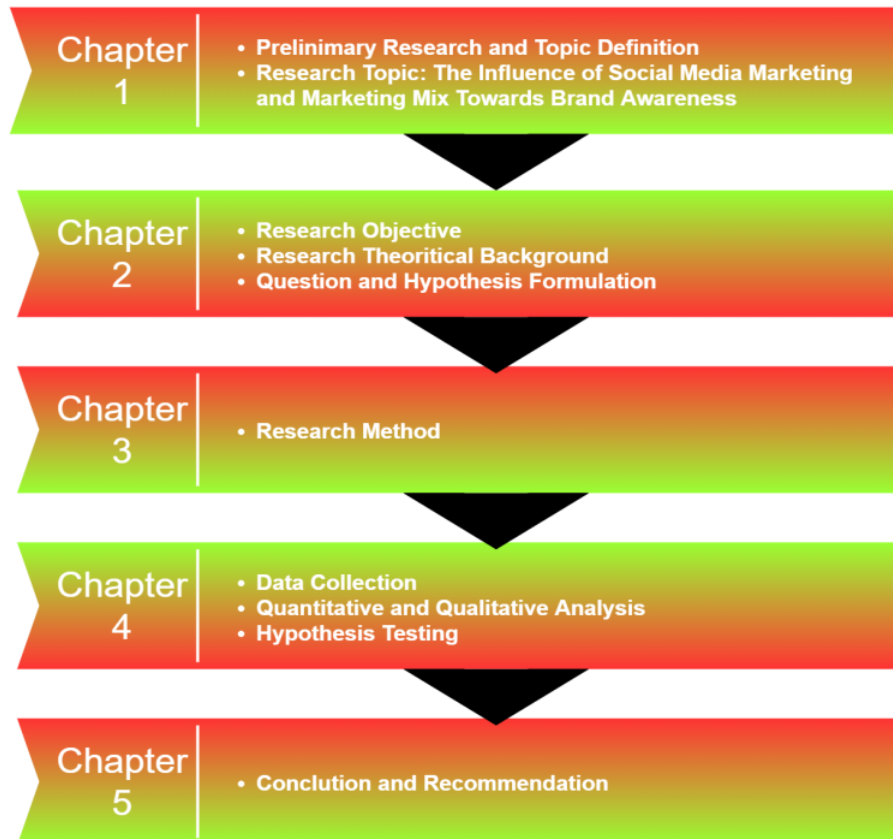 Chapter
1
• Prelinimary Research and Topic Definition
• Research Topic: The Influence of Social Media Marketing
and Marketing Mix Towards Brand Awareness
Chapter
2
• Research Objective
• Research Theoritical Background
• Question and Hypothesis Formulation
Chapter
3
• Research Method
Chapter
4
• Data Collection
• Quantitative and Qualitative Analysis
• Hypothesis Testing
Chapter
5
• Conclution and Recommendation